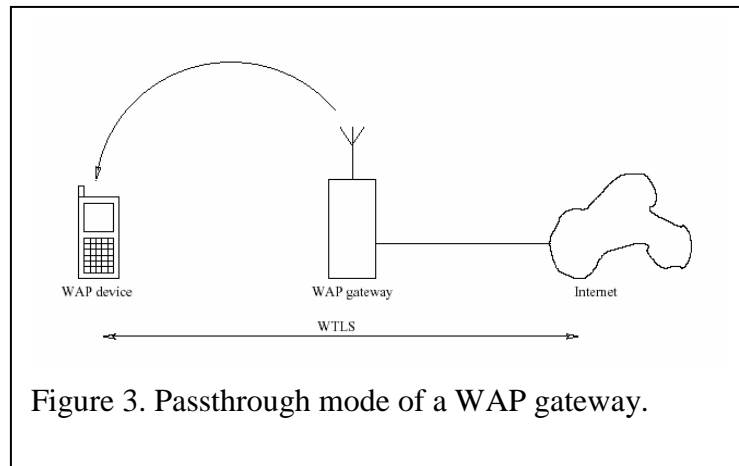 WAP device
WAP gateway
Internet
WTLS
Figure 3. Passthrough mode of a WAP gateway.